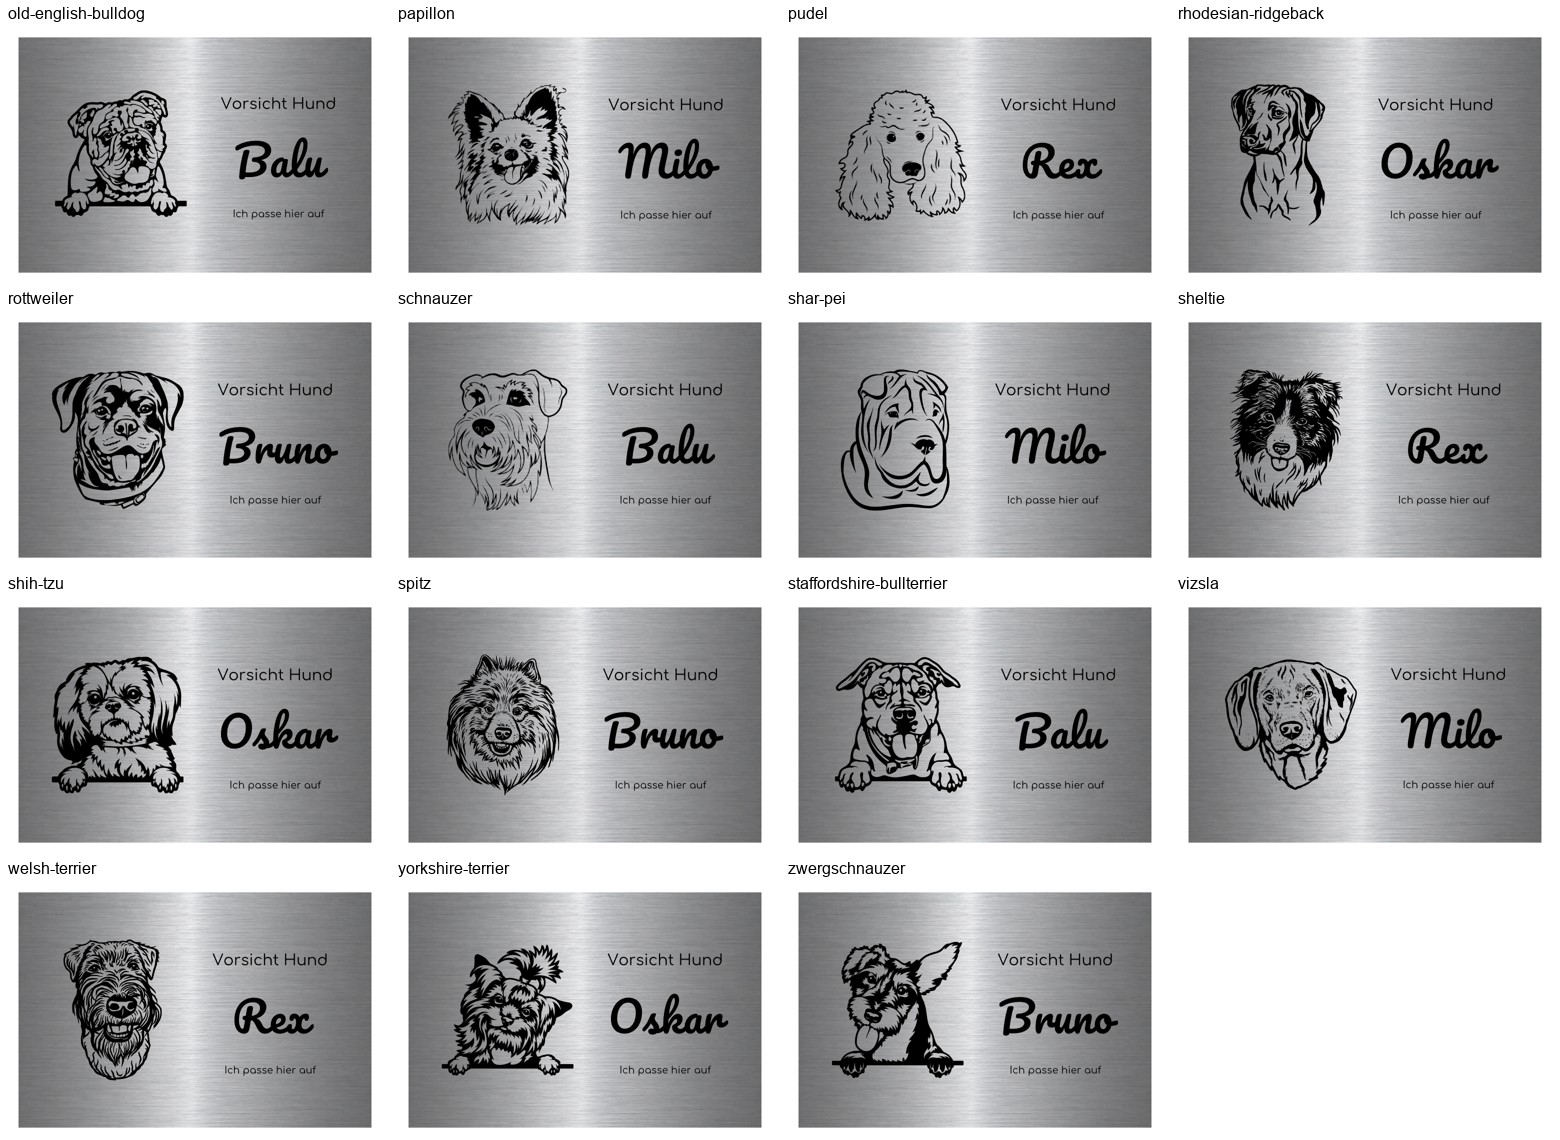 old-english-bulldog
Vorsicht Hund
Balu
Ich passe hier auf
papillon
Vorsicht Hund
Milo
Ich passe hier auf
pudel
Vorsicht Hund
Rex
Ich passe hier auf
rhodesian-ridgeback
Vorsicht Hund
Oskar
Ich passe hier auf
rottweiler
Vorsicht Hund
Bruno
Ich passe hier auf
schnauzer
Vorsicht Hund
Balu
Ich passe hier auf
shar-pei
Vorsicht Hund
Milo
Ich passe hier auf
sheltie
Vorsicht Hund
Rex
Ich passe hier auf
shih-tzu
Vorsicht Hund
Oskar
Ich passe hier auf
spitz
Vorsicht Hund
Bruno
Ich passe hier auf
staffordshire-bullterrier
Vorsicht Hund
Balu
Ich passe hier auf
vizsla
Vorsicht Hund
Milo
Ich passe hier auf
welsh-terrier
Vorsicht Hund
Rex
Ich passe hier auf
yorkshire-terrier
Vorsicht Hund
Oskar
Ich passe hier auf
zwergschnauzer
Vorsicht Hund
Bruno
Ich passe hier auf